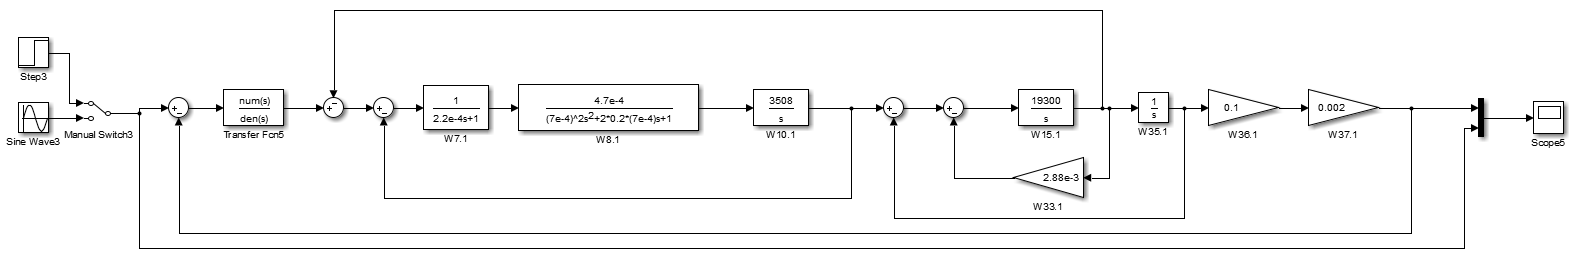 Step3
Sine Wave3
Manual Switch3
+
−
num(s)
den(s)
Transfer Fcn5
−
+
+
−
1
2.2e-4s+1
W7.1
4.7e-4
(7e-4)^2s²+2*0.2*(7e-4)s+1
W8.1
3508
s
W10.1
+
−
+
−
19300
s
W15.1
2.88e-3
W33.1
1
s
W35.1
0.1
W36.1
0.002
W37.1
Scope5